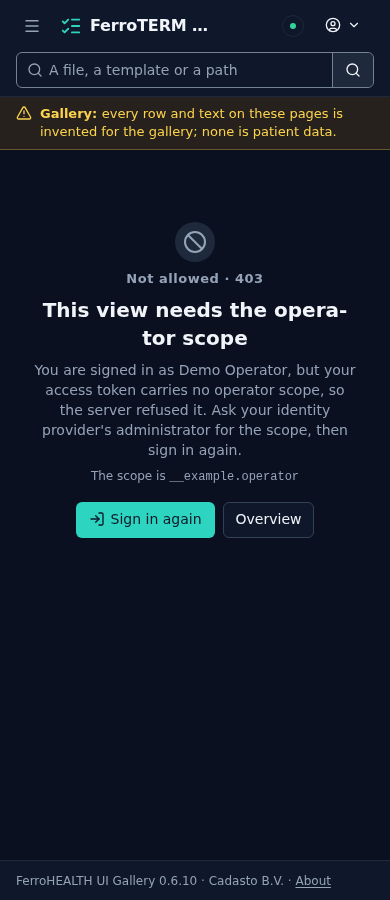 FerroTERM ...
A file, a template or a path
Gallery: every row and text on these pages is
invented for the gallery; none is patient data.
Not allowed · 403
This view needs the opera-
tor scope
You are signed in as Demo Operator, but your
access token carries no operator scope, so
the server refused it. Ask your identity
provider's administrator for the scope, then
sign in again.
The scope is __example.operator
Sign in again
Overview
FerroHEALTH UI Gallery 0.6.10 · Cadasto B.V. · About